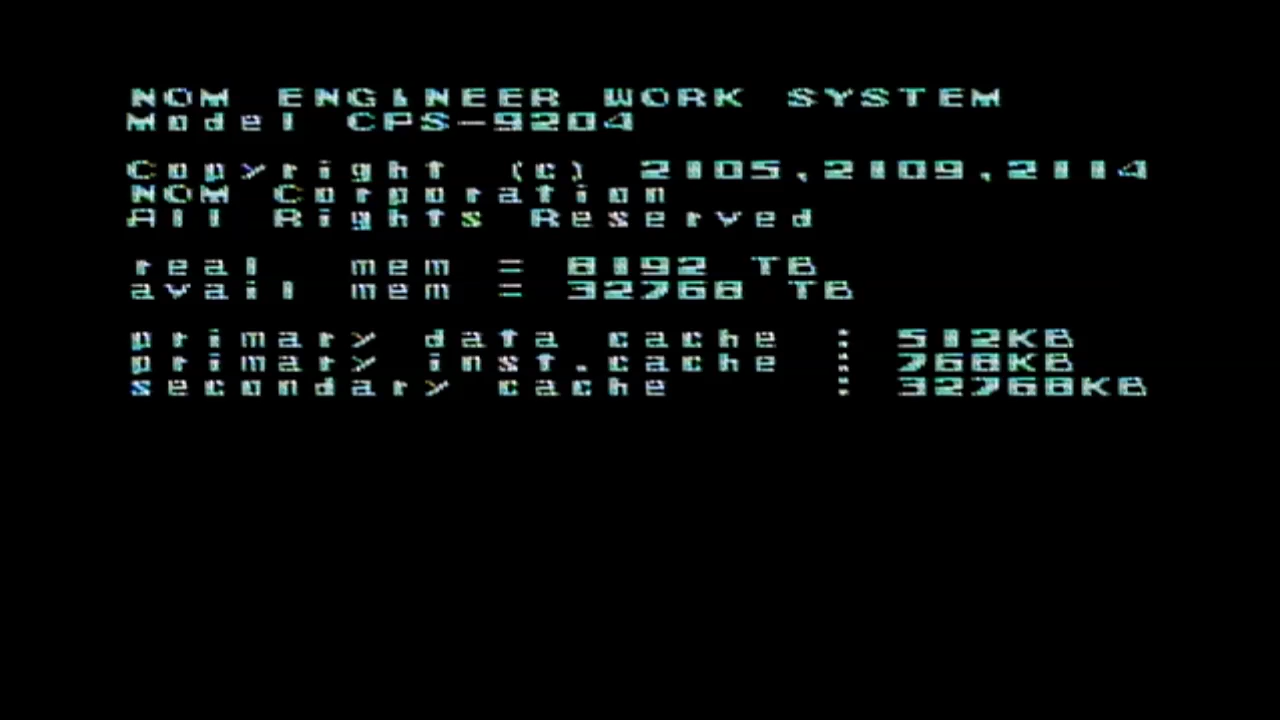 NOM ENGINEER WORK SYSTEM
Model CPS-9204
Copyright (c) 2105,2109,2114
NOM Corporation
All Rights Reserved
real mem = 8192 TB
avail mem = 32768 TB
primary data cache : 512KB
primary inst.cache : 768KB
secondary cache : 32768KB